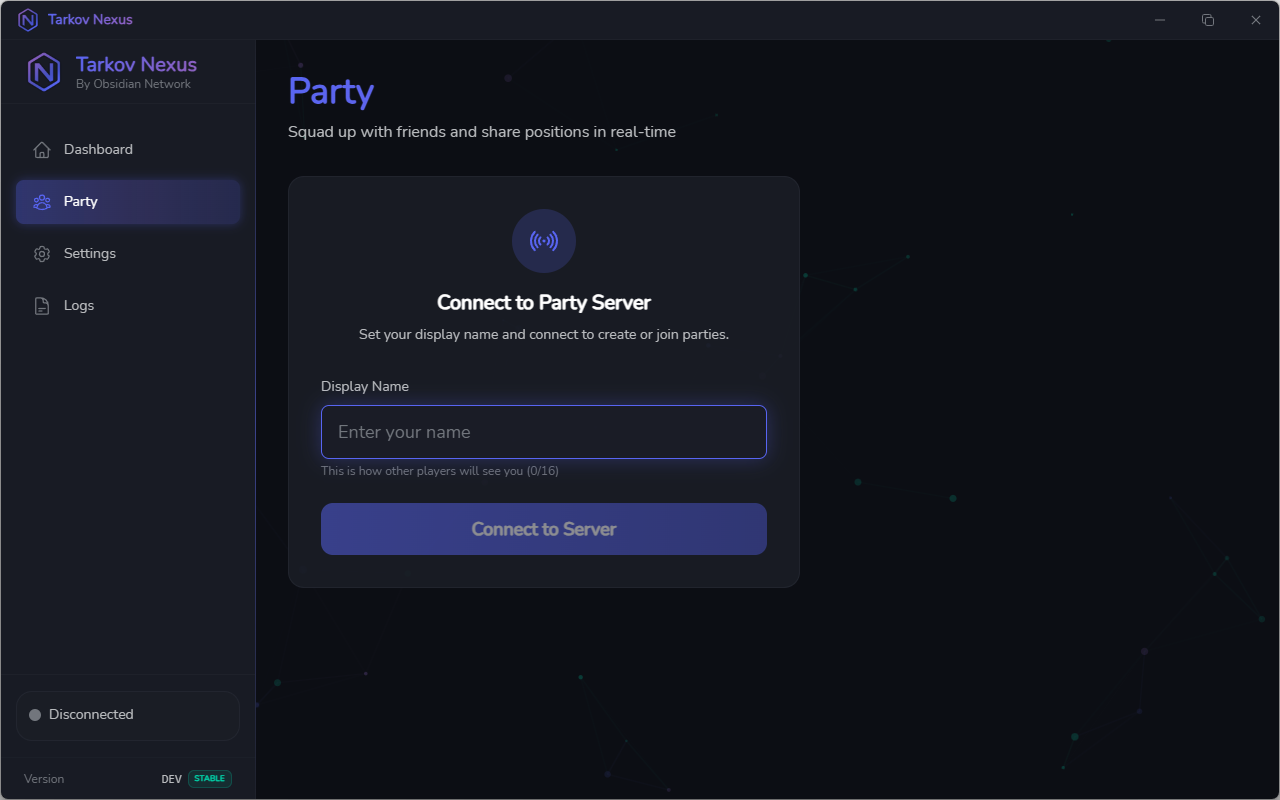 Tarkov Nexus
Tarkov Nexus
By Obsidian Network
Dashboard
Party
Settings
Logs
Disconnected
Version DEV STABLE
Party
Squad up with friends and share positions in real-time
Connect to Party Server
Set your display name and connect to create or join parties.
Display Name
Enter your name
This is how other players will see you (0/16)
Connect to Server